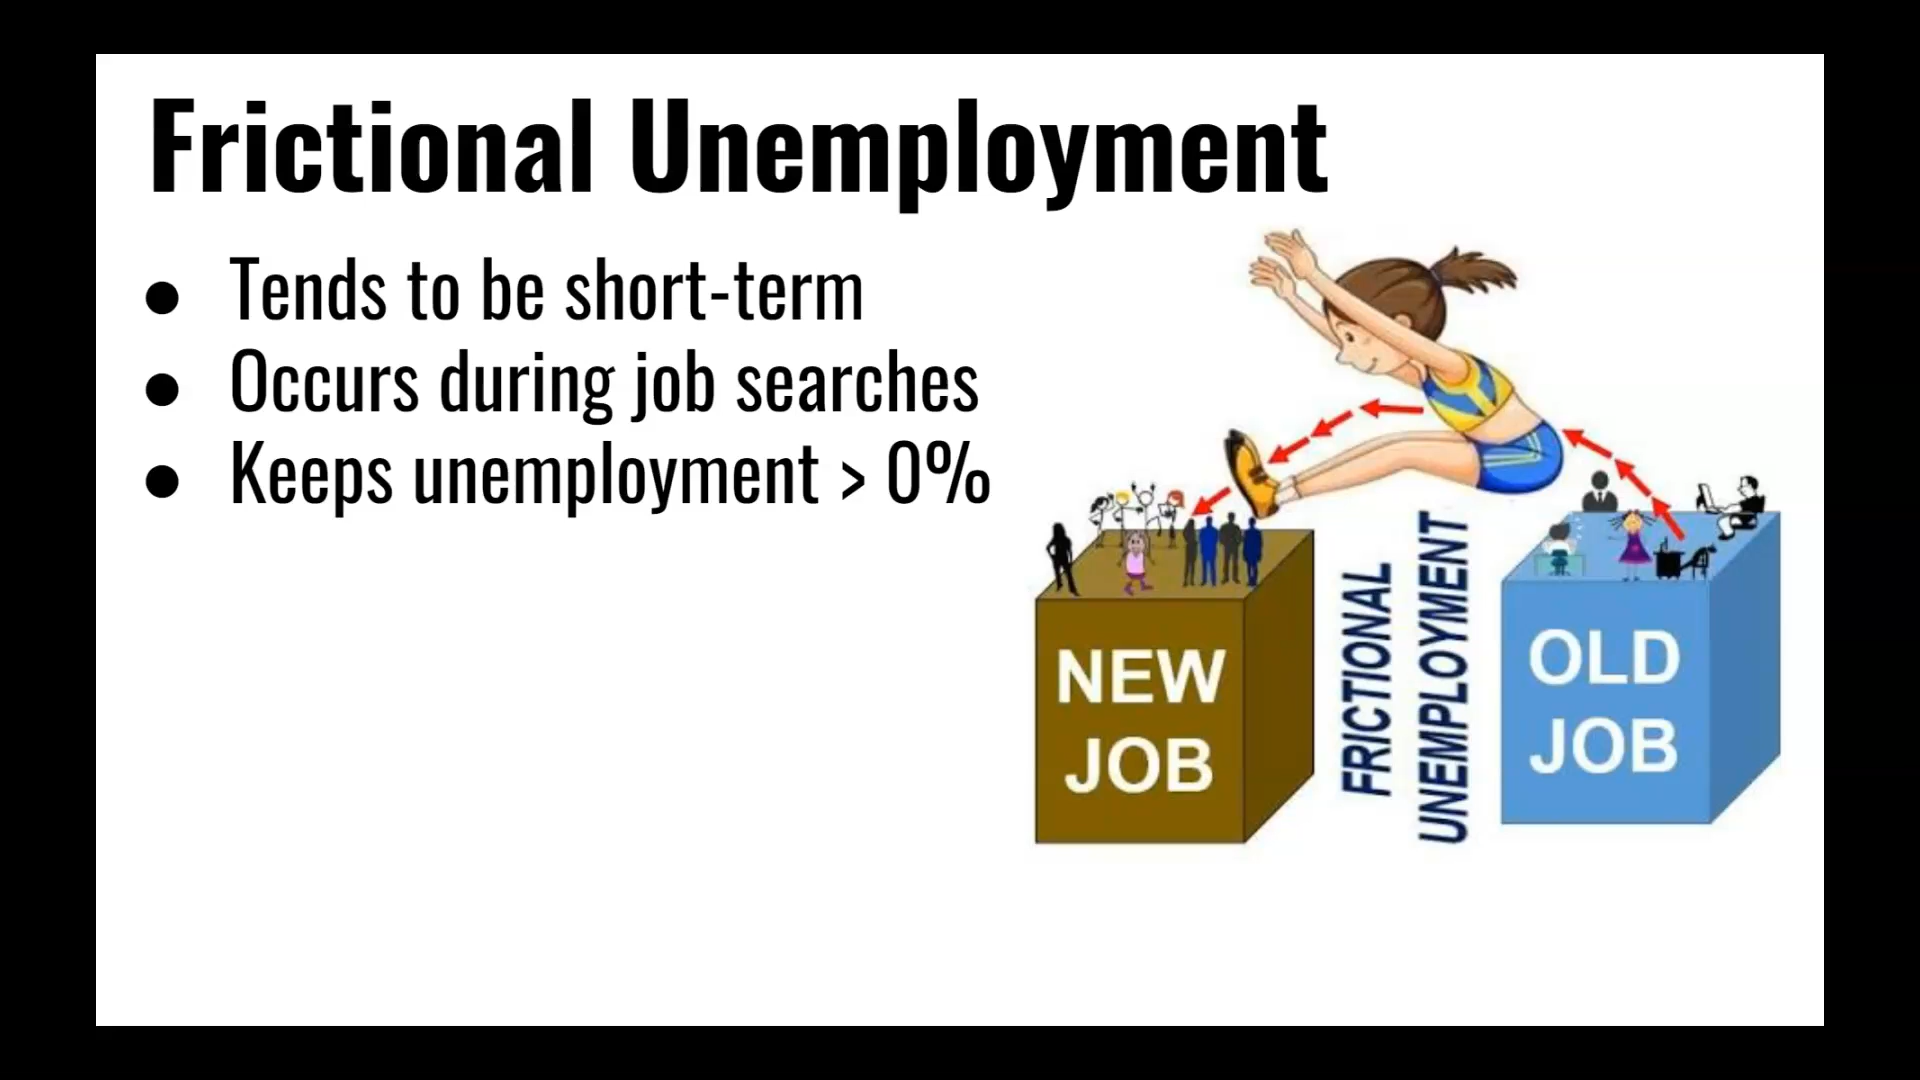 Frictional Unemployment
● Tends to be short-term
● Occurs during job searches
● Keeps unemployment > 0%
NEW
JOB
FRICTIONAL
UNEMPLOYMENT
OLD
JOB